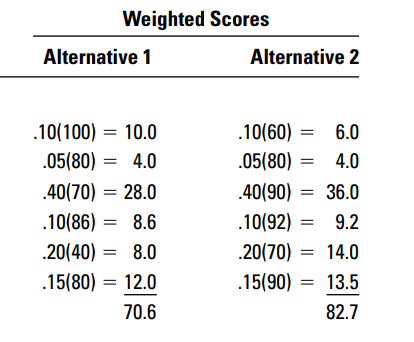 Weighted Scores
Alternative 1 Alternative 2
.10(100) = 10.0 .10(60) = 6.0
.05(80) = 4.0 .05(80) = 4.0
.40(70) = 28.0 .40(90) = 36.0
.10(86) = 8.6 .10(92) = 9.2
.20(40) = 8.0 .20(70) = 14.0
.15(80) = 12.0 .15(90) = 13.5
70.6 82.7